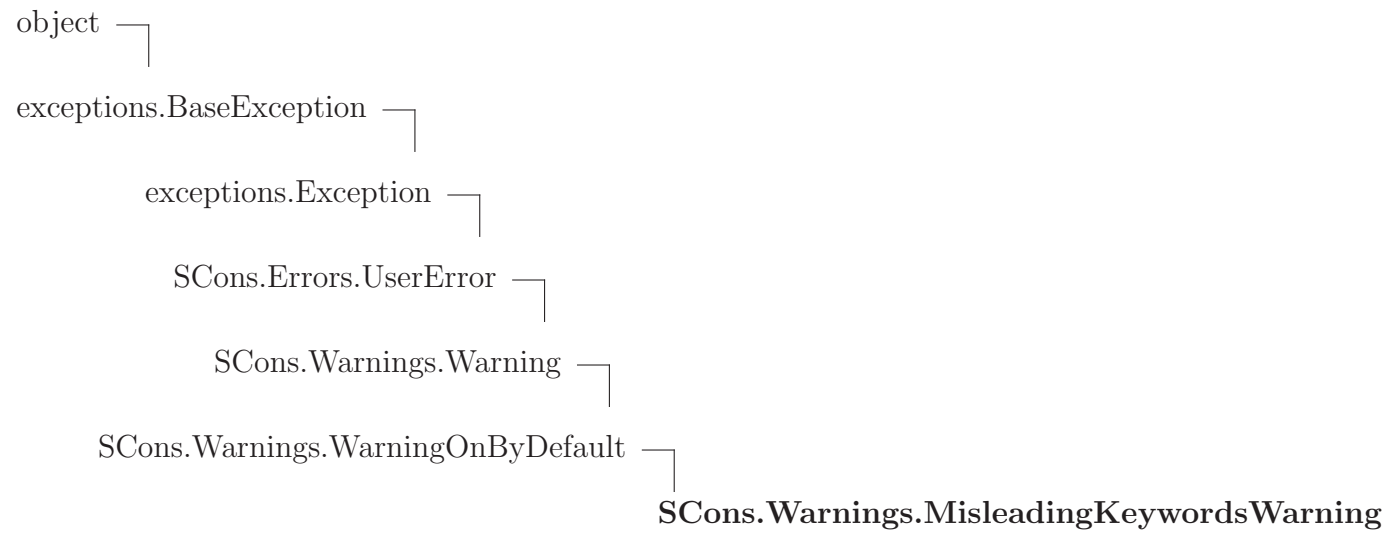 object
exceptions.BaseException
exceptions.Exception
SCons.Errors.UserError
SCons.Warnings.Warning
SCons.Warnings.WarningOnByDefault
SCons.Warnings.MisleadingKeywordsWarning